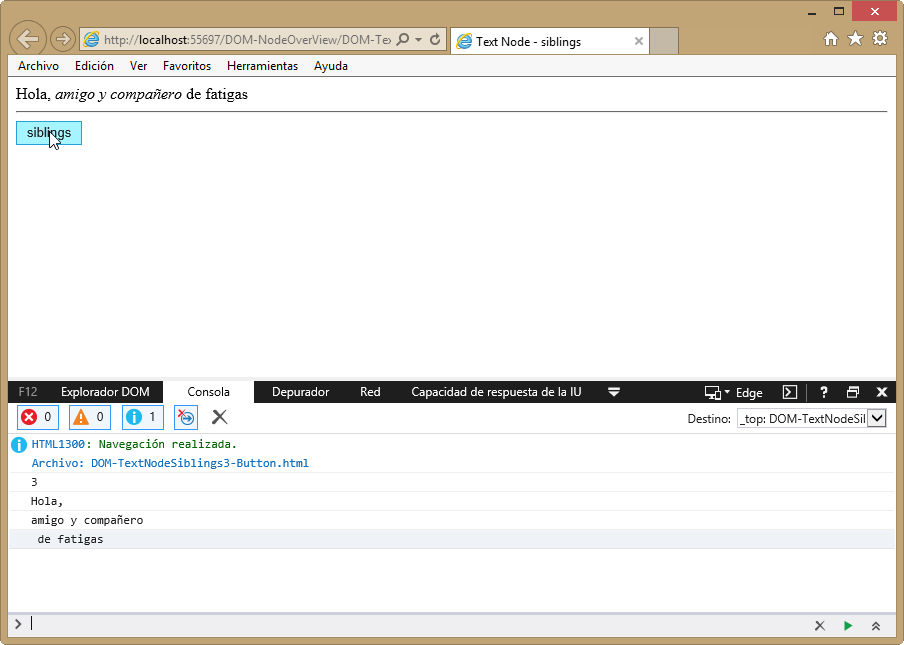 http://localhost:55697/DOM-NodeOverView/DOM-Te
Text Node - siblings
Archivo Edición Ver Favoritos Herramientas Ayuda
Hola, amigo y compañero de fatigas
siblings
F12 Explorador DOM Consola Depurador Red Capacidad de respuesta de la IU Edge ?
0 0 1 Destino: _top: DOM-TextNodeSil
HTML1300: Navegación realizada.
Archivo: DOM-TextNodeSiblings3-Button.html
3
Hola,
amigo y compañero
de fatigas